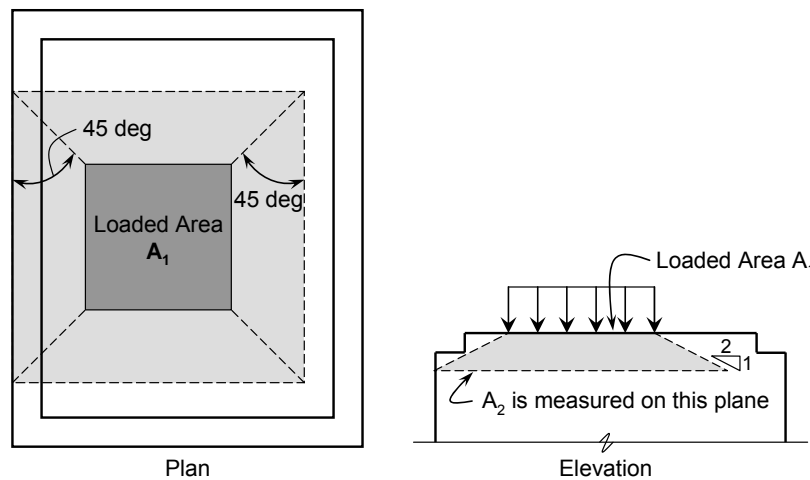 45 deg
45 deg
Loaded Area
A₁
Plan
Loaded Area A
2
1
A₂ is measured on this plane
Elevation